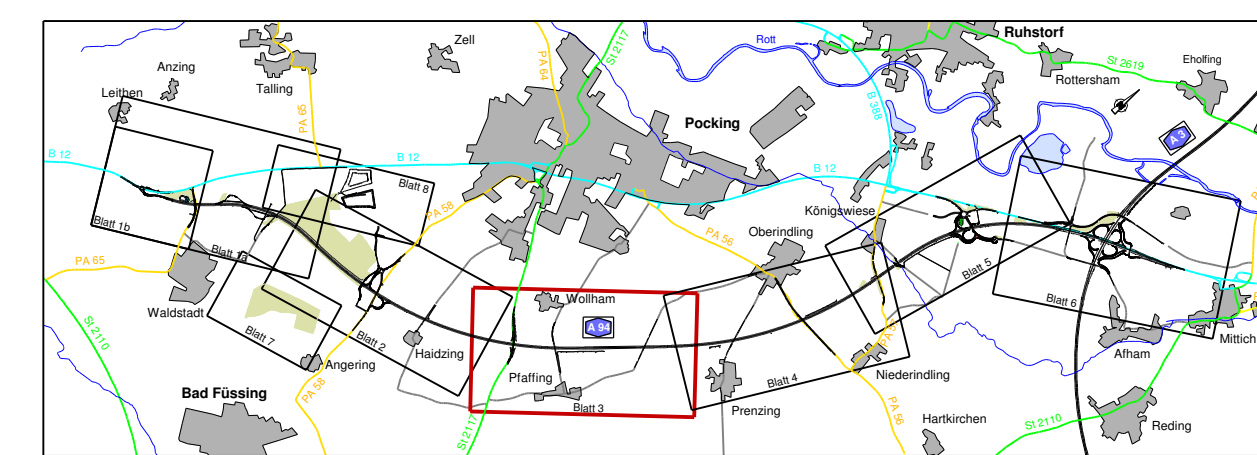 Zell
Rott
Ruhstorf
St 2117
PA 64
Anzing
Talling
Leithen
Rottersham
St 2619
Eholfing
PA 65
B 388
Pocking
A 3
B 12
B 12
B 12
Blatt 8
PA 58
Königswiese
PA 56
Oberindling
Blatt 1b
Blatt 1a
PA 65
Blatt 5
Waldstadt
Wollham
A 94
Blatt 6
St 2110
Blatt 7
Blatt 2
Haidzing
Angering
Pfaffing
Afham
Mittich
Niederindling
Blatt 4
PA 58
Bad Füssing
Blatt 3
Prenzing
St 2117
PA 56
Hartkirchen
St 2110
Reding